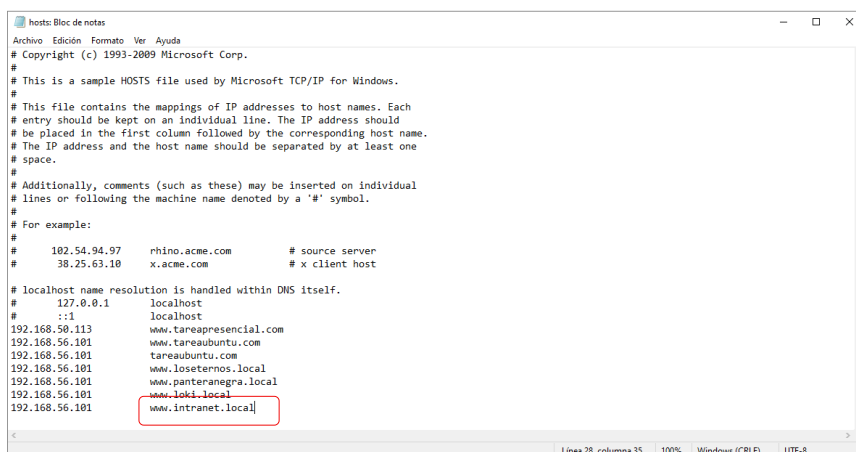 hosts: Bloc de notas
Archivo Edición Formato Ver Ayuda
# Copyright (c) 1993-2009 Microsoft Corp.
#
# This is a sample HOSTS file used by Microsoft TCP/IP for Windows.
#
# This file contains the mappings of IP addresses to host names. Each
# entry should be kept on an individual line. The IP address should
# be placed in the first column followed by the corresponding host name.
# The IP address and the host name should be separated by at least one
# space.
#
# Additionally, comments (such as these) may be inserted on individual
# lines or following the machine name denoted by a '#' symbol.
#
# For example:
#
#      102.54.94.97     rhino.acme.com          # source server
#       38.25.63.10     x.acme.com              # x client host

# localhost name resolution is handled within DNS itself.
#       127.0.0.1       localhost
#       ::1             localhost
192.168.50.113          www.tareapresencial.com
192.168.56.101          www.tareaubuntu.com
192.168.56.101          tareaubuntu.com
192.168.56.101          www.loseternos.local
192.168.56.101          www.panteranegra.local
192.168.56.101          www.loki.local
192.168.56.101          www.intranet.local
Línea 28, columna 35 100% Windows (CRLF) UTF-8